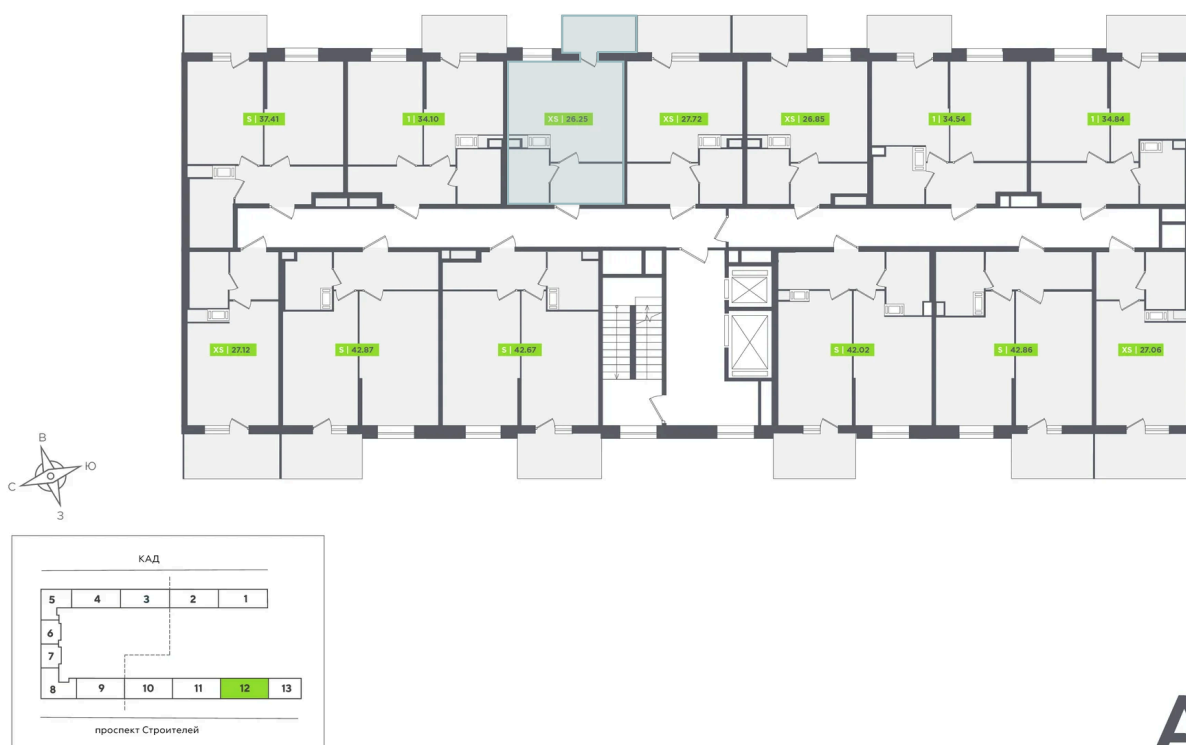 S | 37.41
1 | 34.10
XS | 26.25
XS | 27.72
XS | 26.85
1 | 34.54
1 | 34.84
XS | 27.12
S | 42.87
S | 42.67
S | 42.02
S | 42.86
XS | 27.06
В
Ю
С
З
КАД
5 4 3 2 1
6
7
8 9 10 11 12 13
проспект Строителей